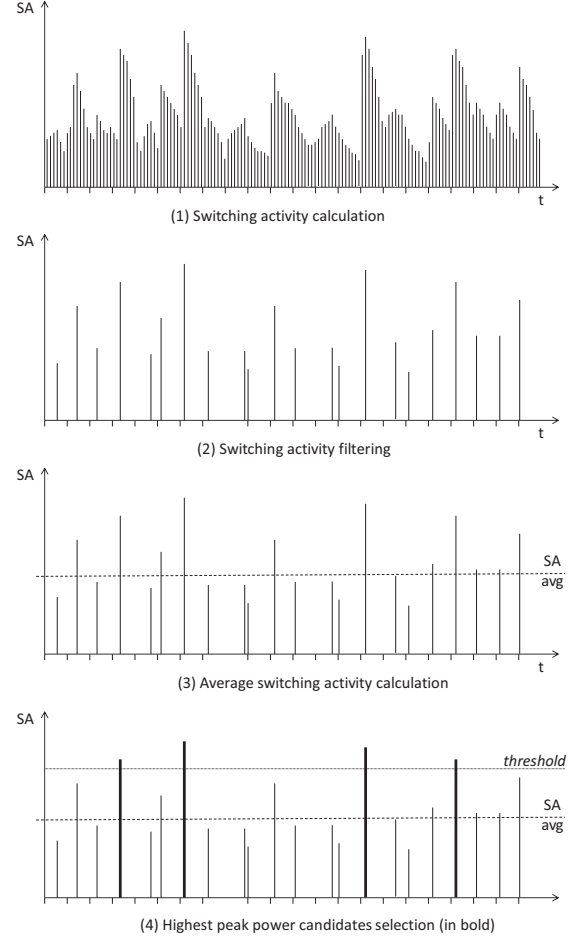 SA
t
(1) Switching activity calculation
SA
t
(2) Switching activity filtering
SA
SA
avg
t
(3) Average switching activity calculation
SA
threshold
SA
avg
(4) Highest peak power candidates selection (in bold)